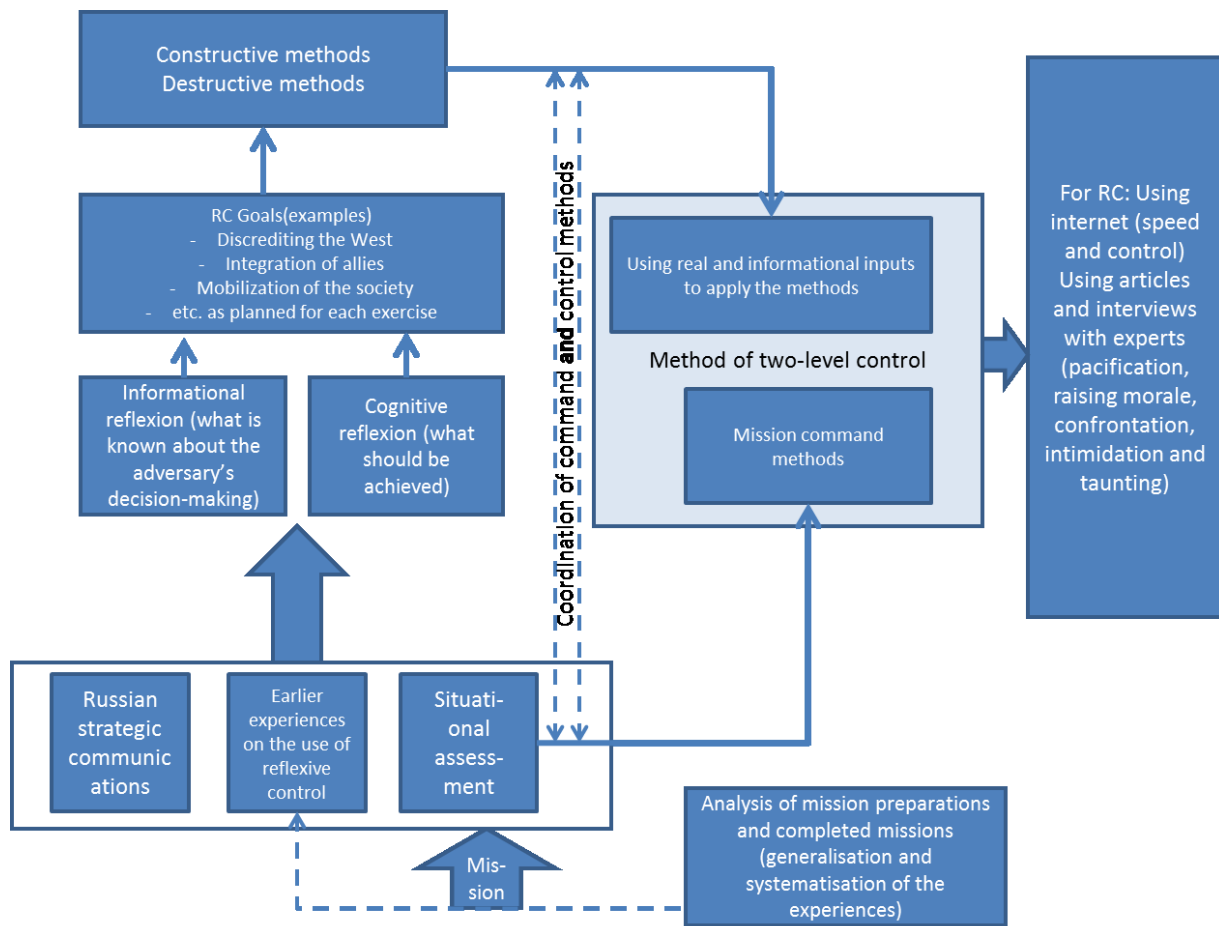 Constructive methods
Destructive methods
RC Goals(examples)
- Discrediting the West
- Integration of allies
- Mobilization of the society
- etc. as planned for each exercise
Informational
reflexion (what is
known about the
adversary's
decision-making)
Cognitive
reflexion (what
should be
achieved)
Coordination of command and control methods
Using real and informational inputs
to apply the methods
Method of two-level control
Mission command
methods
For RC: Using
internet (speed
and control)
Using articles
and interviews
with experts
(pacification,
raising morale,
confrontation,
intimidation and
taunting)
Russian
strategic
communic
ations
Earlier
experiences
on the use of
reflexive
control
Situati-
onal
assess-
ment
Mis-
sion
Analysis of mission preparations
and completed missions
(generalisation and
systematisation of the
experiences)